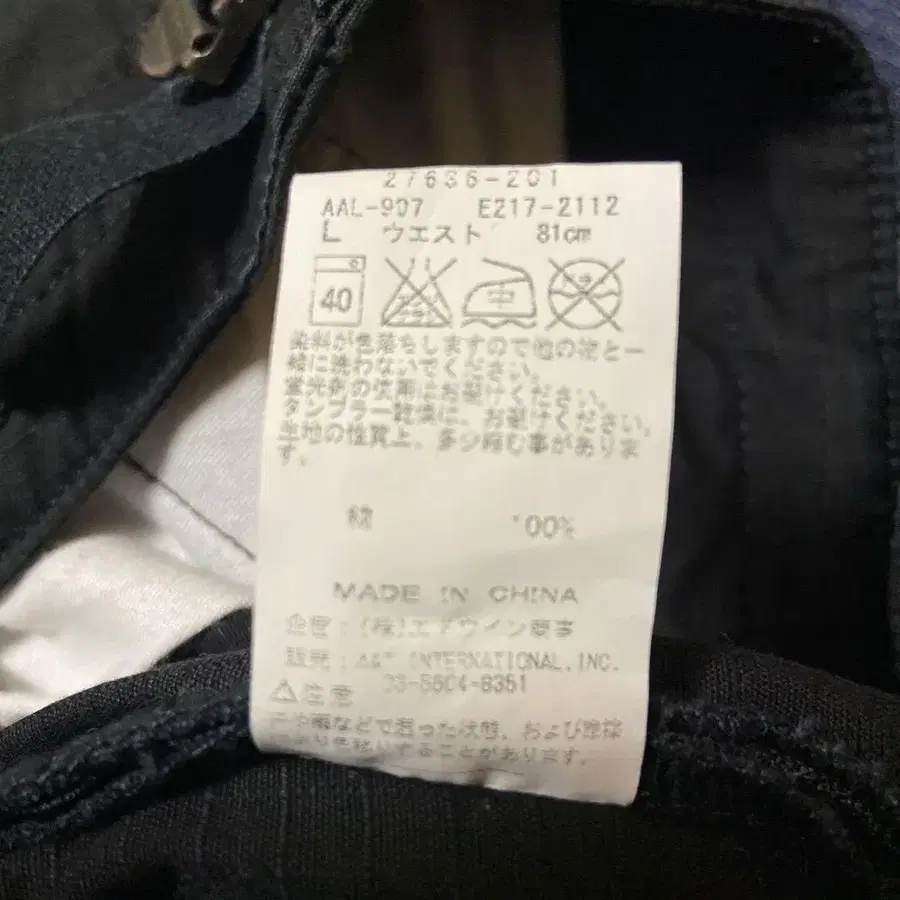 27636-201
AAL-907 E217-2112
L ウエスト 81cm
40
中
染料が色落ちしますので他の物と一
緒に洗わないでください。
蛍光剤の使用はお避けください。
タンブラー乾燥は、お避けください。
生地の性質上、多少縮む事がありま
す。
綿 100%
MADE IN CHINA
企画:(株)エドウイン商事
販売:A&T INTERNATIONAL.INC.
03-5604-8351
⚠注意
汗や雨などで湿った状態、および摩擦
により色移りすることがあります。